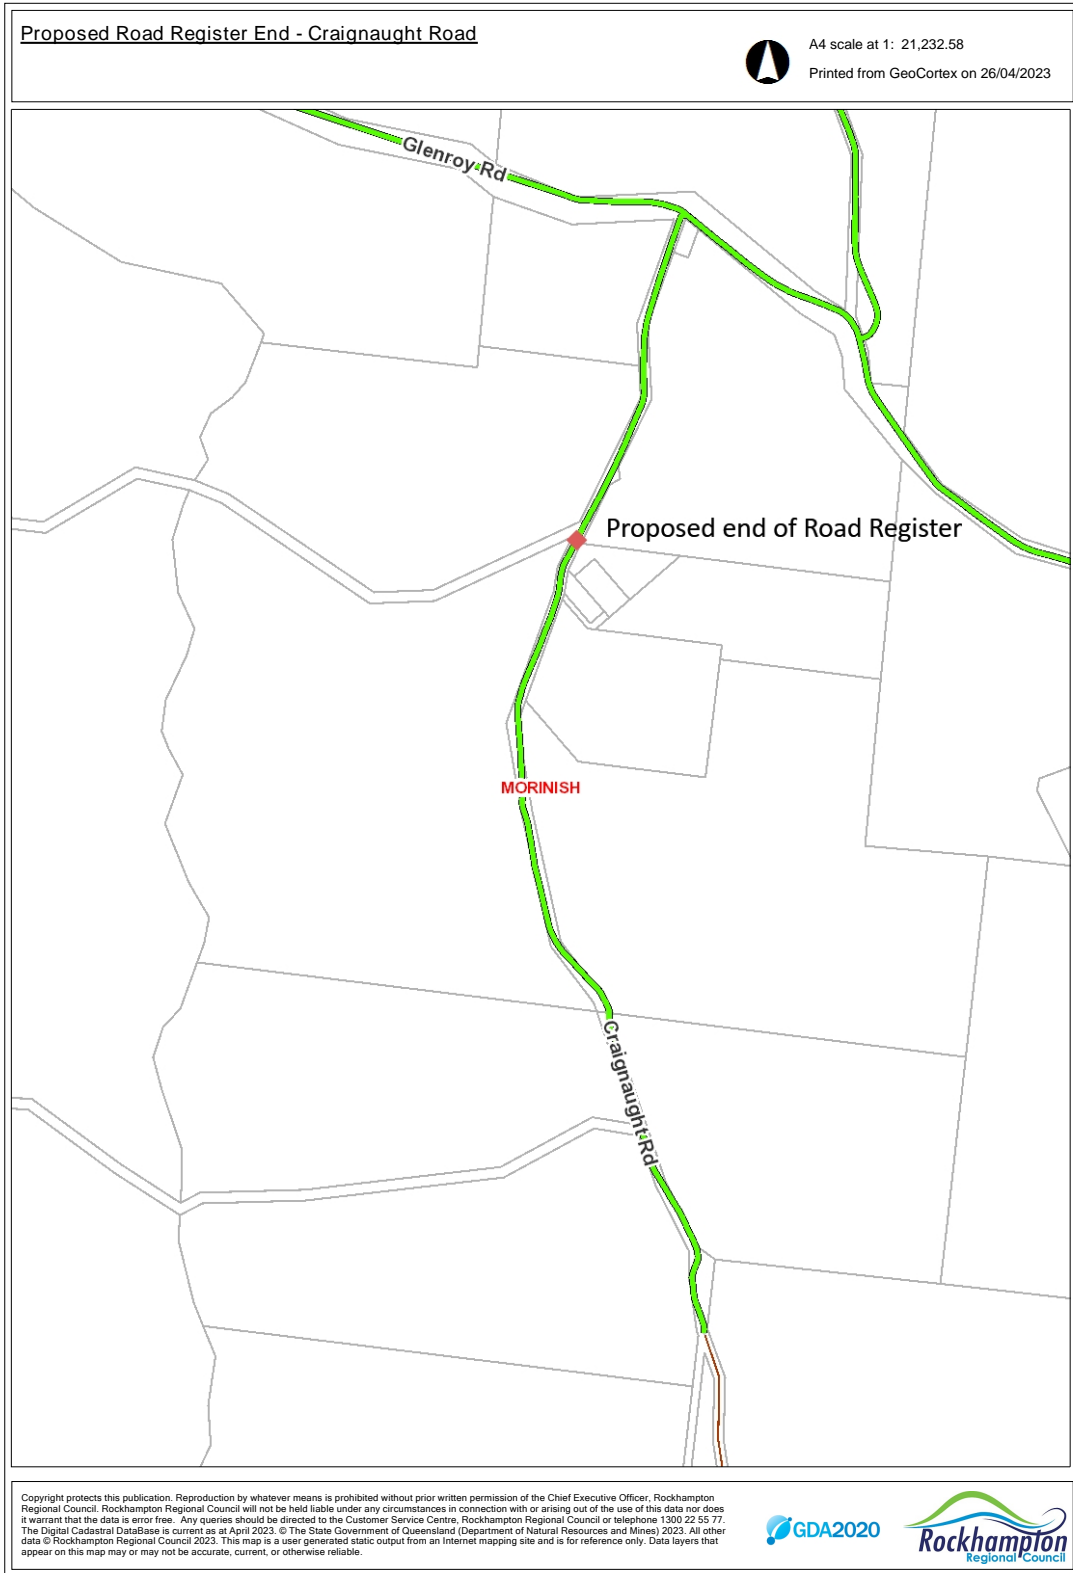 Proposed Road Register End - Craignaught Road
A4 scale at 1: 21,232.58
Printed from GeoCortex on 26/04/2023
Glenroy Rd
Proposed end of Road Register
MORINISH
Craignaught Rd
Copyright protects this publication. Reproduction by whatever means is prohibited without prior written permission of the Chief Executive Officer, Rockhampton
Regional Council. Rockhampton Regional Council will not be held liable under any circumstances in connection with or arising out of the use of this data nor does
it warrant that the data is error free. Any queries should be directed to the Customer Service Centre, Rockhampton Regional Council or telephone 1300 22 55 77.
The Digital Cadastral DataBase is current as at April 2023. © The State Government of Queensland (Department of Natural Resources and Mines) 2023. All other
data © Rockhampton Regional Council 2023. This map is a user generated static output from an Internet mapping site and is for reference only. Data layers that
appear on this map may or may not be accurate, current, or otherwise reliable.
GDA2020
Rockhampton
Regional Council